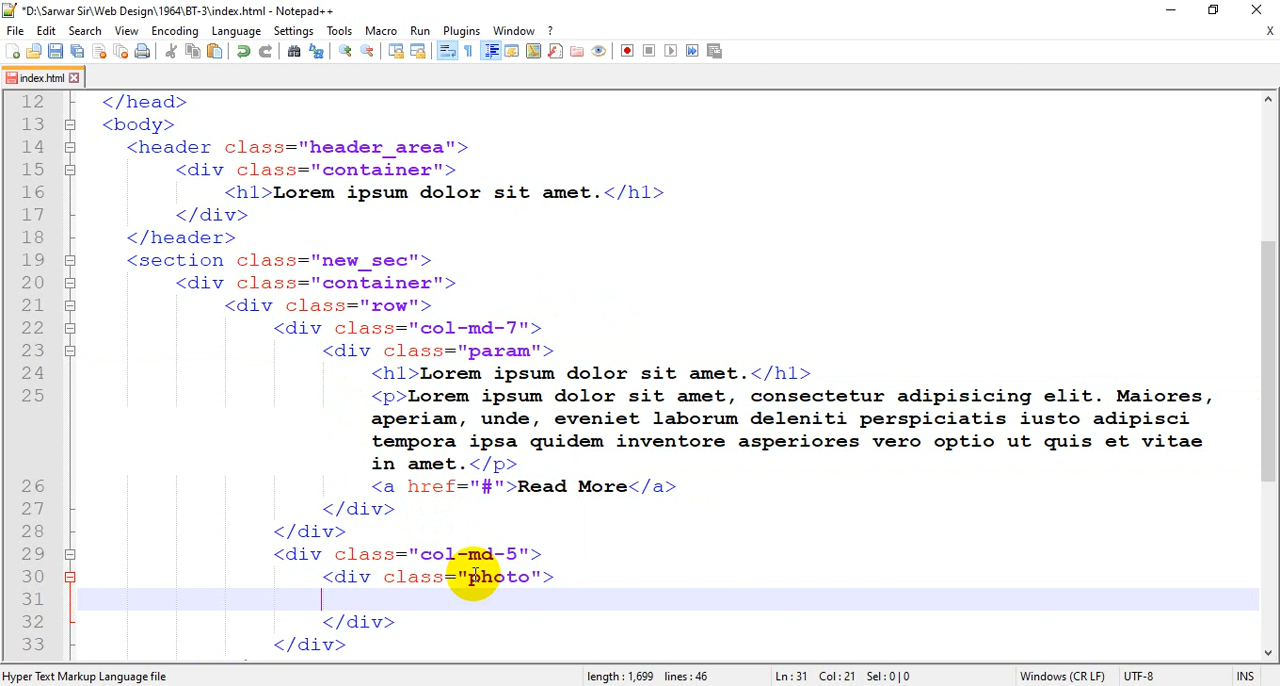 *D:\Sarwar Sir\Web Design\1964\BT-3\index.html - Notepad++
File Edit Search View Encoding Language Settings Tools Macro Run Plugins Window ? X
index.html
12 </head>
13 <body>
14 <header class="header_area">
15 <div class="container">
16 <h1>Lorem ipsum dolor sit amet.</h1>
17 </div>
18 </header>
19 <section class="new_sec">
20 <div class="container">
21 <div class="row">
22 <div class="col-md-7">
23 <div class="param">
24 <h1>Lorem ipsum dolor sit amet.</h1>
25 <p>Lorem ipsum dolor sit amet, consectetur adipisicing elit. Maiores,
aperiam, unde, eveniet laborum deleniti perspiciatis iusto adipisci
tempora ipsa quidem inventore asperiores vero optio ut quis et vitae
in amet.</p>
26 <a href="#">Read More</a>
27 </div>
28 </div>
29 <div class="col-md-5">
30 <div class="photo">
31
32 </div>
33 </div>
Hyper Text Markup Language file length : 1,699 lines : 46 Ln : 31 Col : 21 Sel : 0 | 0 Windows (CR LF) UTF-8 INS